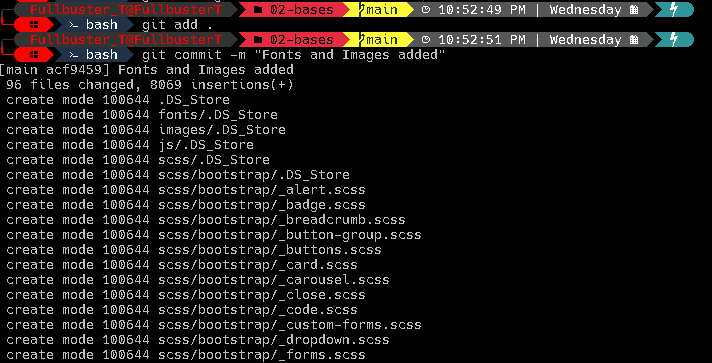 Fullbuster_T@FullbusterT 02-bases main 10:52:49 PM | Wednesday
bash git add .
Fullbuster_T@FullbusterT 02-bases main 10:52:51 PM | Wednesday
bash git commit -m "Fonts and Images added"
[main acf9459] Fonts and Images added
96 files changed, 8069 insertions(+)
create mode 100644 .DS_Store
create mode 100644 fonts/.DS_Store
create mode 100644 images/.DS_Store
create mode 100644 js/.DS_Store
create mode 100644 scss/.DS_Store
create mode 100644 scss/bootstrap/.DS_Store
create mode 100644 scss/bootstrap/_alert.scss
create mode 100644 scss/bootstrap/_badge.scss
create mode 100644 scss/bootstrap/_breadcrumb.scss
create mode 100644 scss/bootstrap/_button-group.scss
create mode 100644 scss/bootstrap/_buttons.scss
create mode 100644 scss/bootstrap/_card.scss
create mode 100644 scss/bootstrap/_carousel.scss
create mode 100644 scss/bootstrap/_close.scss
create mode 100644 scss/bootstrap/_code.scss
create mode 100644 scss/bootstrap/_custom-forms.scss
create mode 100644 scss/bootstrap/_dropdown.scss
create mode 100644 scss/bootstrap/_forms.scss